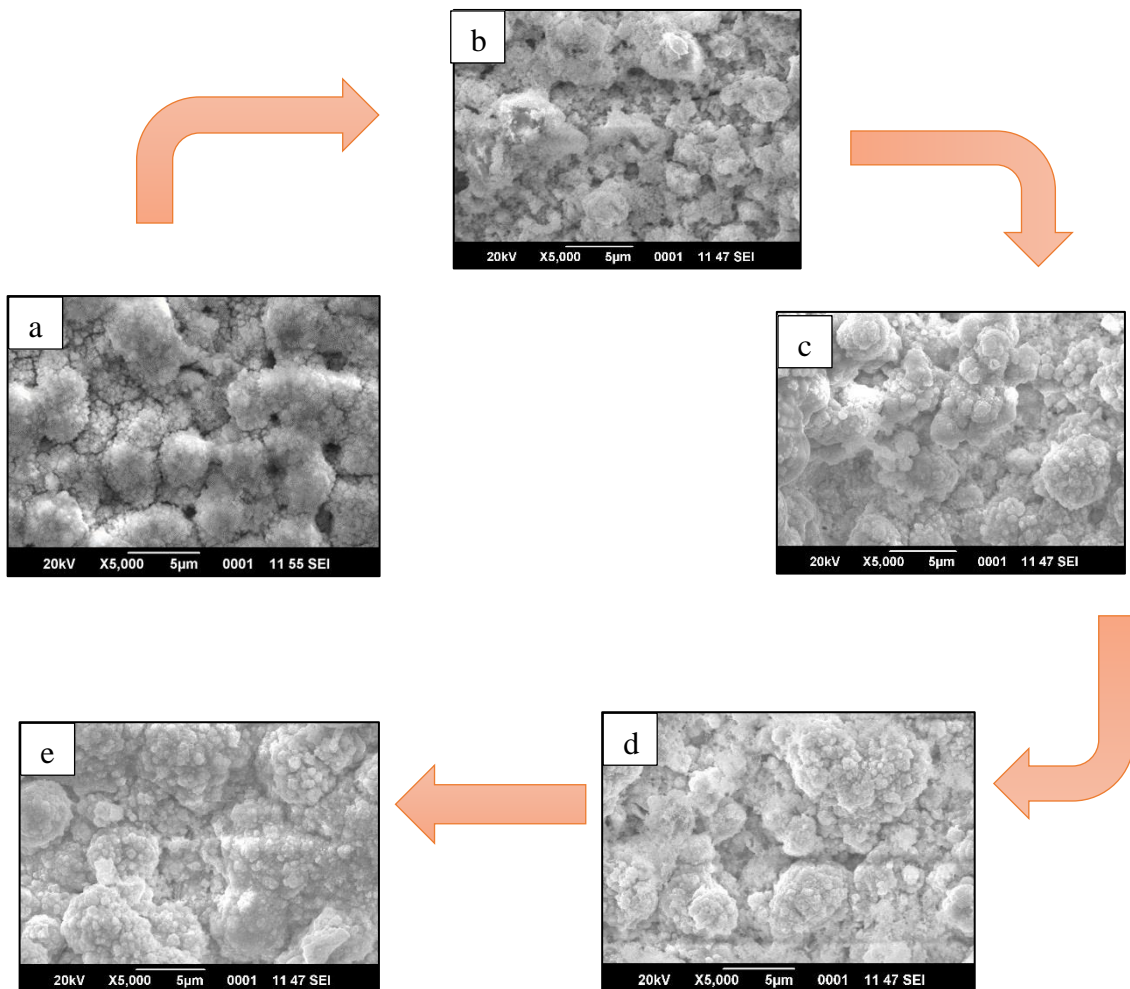 b
20kV X5,000 5µm 0001 11 47 SEI
a
20kV X5,000 5µm 0001 11 55 SEI
c
20kV X5,000 5µm 0001 11 47 SEI
e
20kV X5,000 5µm 0001 11 47 SEI
d
20kV X5,000 5µm 0001 11 47 SEI